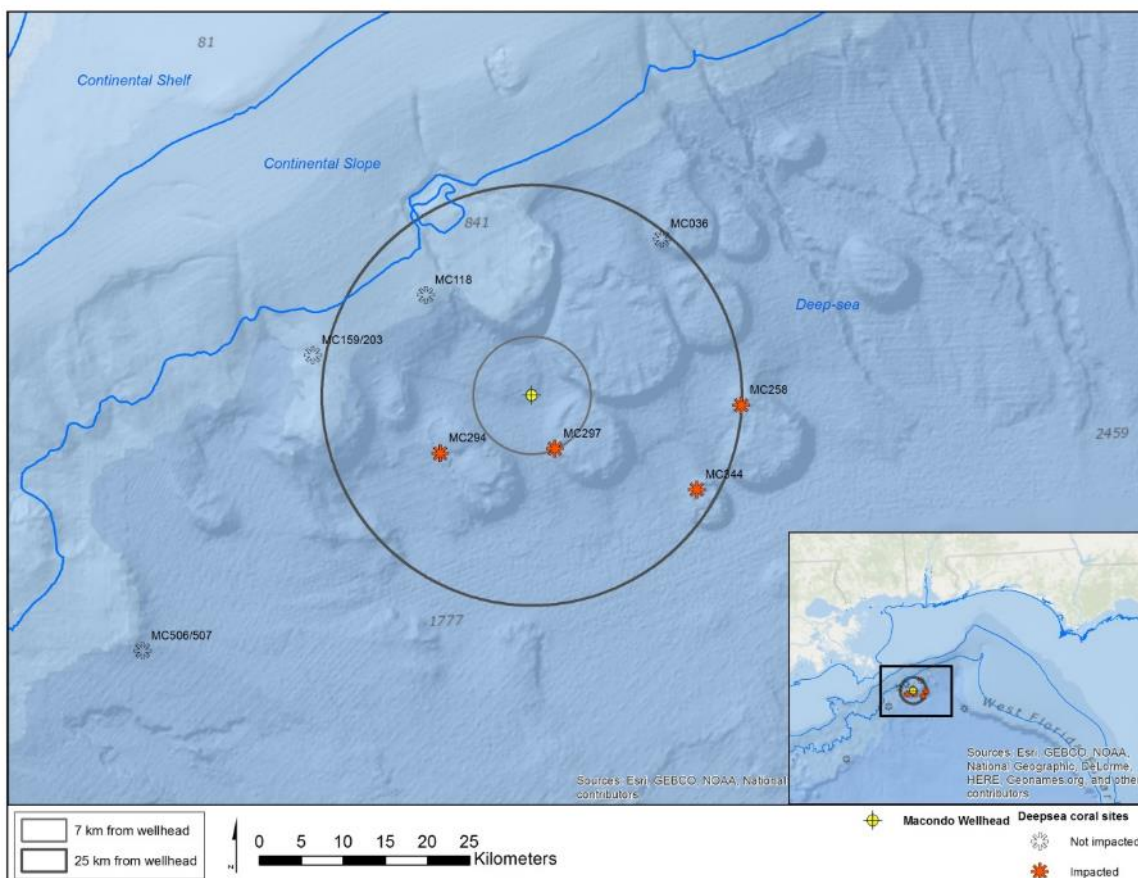 81
Continental Shelf
Continental Slope
841
MC036
MC118
Deep-sea
MC159/203
MC258
MC294
MC297
2459
MC344
1777
MC506/507
West Florida
Sources: Esri, GEBCO, NOAA, National
contributors
Sources: Esri, GEBCO, NOAA,
National Geographic, DeLorme,
HERE, Geonames.org, and other
contributors
7 km from wellhead
25 km from wellhead
N
0 5 10 15 20 25
Kilometers
Macondo Wellhead
Deepsea coral sites
Not impacted
Impacted